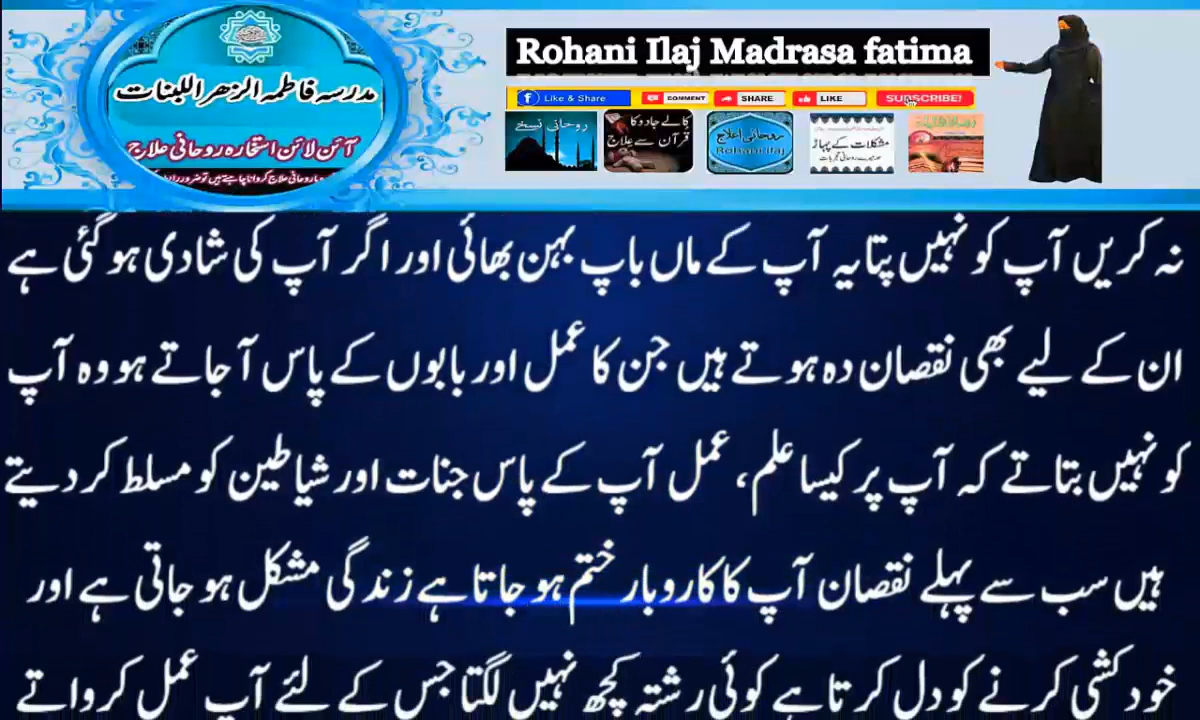 مدرسہ فاطمہ الزھرا للبنات
آئن لائن استخارہ روحانی علاج
Rohani Ilaj Madrasa fatima
Like & Share
COMMENT
SHARE
LIKE
SUBSCRIBE!
روحانی نسخے
کالے جادو کا
قرآن سے علاج
روحانی علاج
Rohani ilaj
مشکلات کے پہاڑ
نہ کریں آپ کو نہیں پتا یہ آپ کے ماں باپ بہن بھائی اور اگر آپ کی شادی ہو گئی ہے
ان کے لیے بھی نقصان دہ ہوتے ہیں جن کا عمل اور بابوں کے پاس آ جاتے ہو وہ آپ
کو نہیں بتاتے کہ آپ پر کیسا علم، عمل آپ کے پاس جنات اور شیاطین کو مسلط کر دیتے
ہیں سب سے پہلے نقصان آپ کا کاروبار ختم ہو جاتا ہے زندگی مشکل ہو جاتی ہے اور
خودکشی کرنے کو دل کرتا ہے کوئی رشتہ کچھ نہیں لگتا جس کے لئے آپ عمل کرواتے